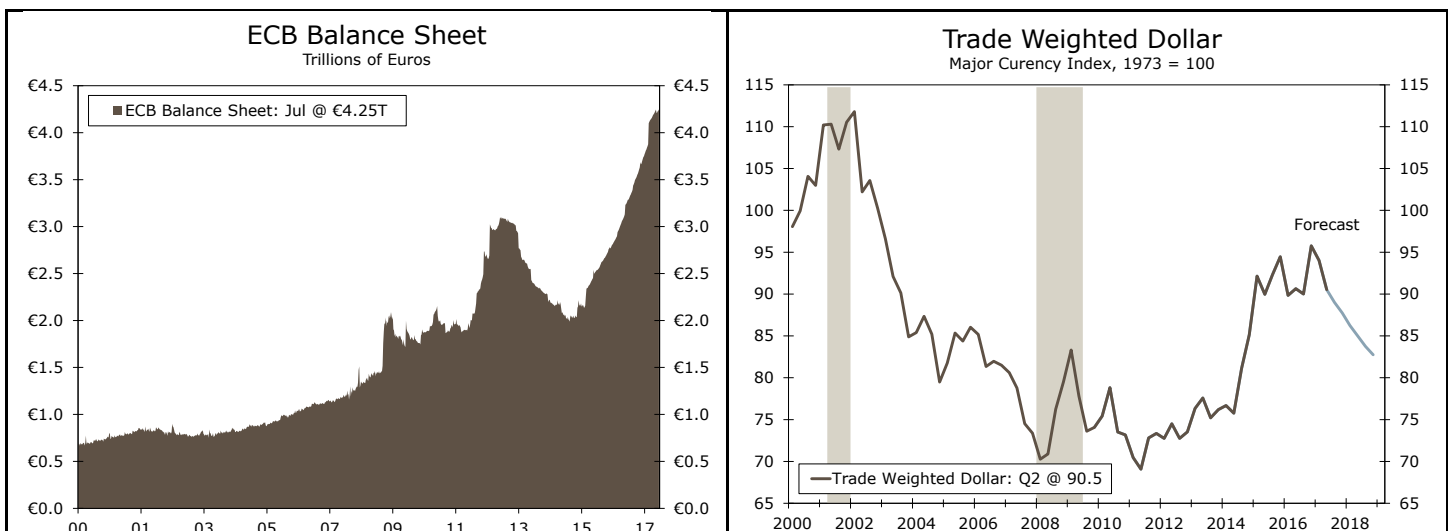 ECB Balance Sheet
Trillions of Euros
€4.5 €4.5
ECB Balance Sheet: Jul @ €4.25T
€4.0 €4.0
€3.5 €3.5
€3.0 €3.0
€2.5 €2.5
€2.0 €2.0
€1.5 €1.5
€1.0 €1.0
€0.5 €0.5
€0.0 €0.0
00 01 03 05 07 09 11 13 15 17
Trade Weighted Dollar
Major Curency Index, 1973 = 100
115 115
110 110
105 105
100 100
Forecast
95 95
90 90
85 85
80 80
75 75
70 70
Trade Weighted Dollar: Q2 @ 90.5
65 65
2000 2002 2004 2006 2008 2010 2012 2014 2016 2018